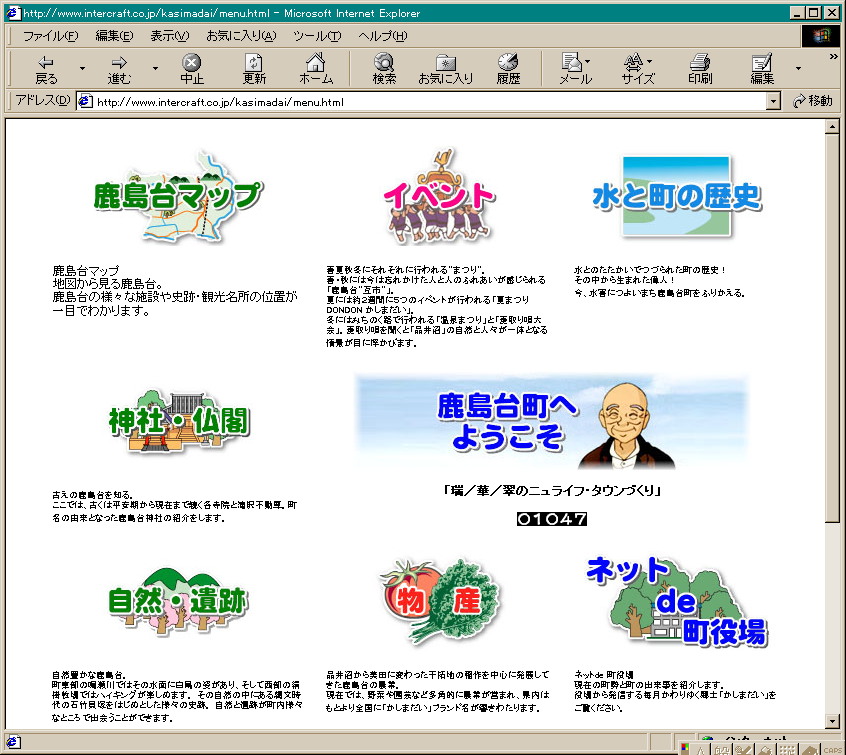 http://www.intercraft.co.jp/kasimadai/menu.html - Microsoft Internet Explorer
ファイル(F) 編集(E) 表示(V) お気に入り(A) ツール(T) ヘルプ(H)
戻る 進む 中止 更新 ホーム 検索 お気に入り 履歴 メール サイズ 印刷 編集
アドレス(D) http://www.intercraft.co.jp/kasimadai/menu.html 移動
鹿島台マップ
鹿島台マップ
地図から見る鹿島台。
鹿島台の様々な施設や史跡・観光名所の位置が
一目でわかります。
イベント
春夏秋冬にそれぞれに行われる"まつり"。
春・秋には今は忘れかけた人と人のふれあいが感じられる
「鹿島台"互市"」。
夏には約2週間に5つのイベントが行われる「夏まつり
DONDON かしまだい」。
冬にはみちのく路で行われる「温泉まつり」と「菱取り唄大
会」。菱取り唄を聞くと「品井沼」の自然と人々が一体となる
情景が目に浮かびます。
水と町の歴史
水とのたたかいでつづられた町の歴史!
その中から生まれた偉人!
今、水害につよいまち鹿島台町をふりかえる。
神社・仏閣
古えの鹿島台を知る。
ここでは、古くは平安期から現在まで続く各寺院と滝沢不動尊。町
名の由来となった鹿島台神社の紹介をします。
鹿島台町へ
ようこそ
「瑞/華/翠のニュライフ・タウンづくり」
01047
自然・遺跡
自然豊かな鹿島台。
町東部の鳴瀬川ではその水面に白鳥の姿があり、そして西部の須
摺牧場ではハイキングが楽しめます。 その自然の中にある縄文時
代の石竹貝塚をはじめとした様々の史跡。 自然と遺跡が町内様々
なところで出会うことができます。
物産
品井沼から美田に変わった干拓地の稲作を中心に発展して
きた鹿島台の農業。
現在では、野菜や園芸など多角的に農業が営まれ、県内は
もとより全国に「かしまだい」ブランド名が響きわたります。
ネット
de
町役場
ネットde 町役場
現在の町勢と町の出来事を紹介します。
役場から発信する毎月かわりゆく郷土「かしまだい」を
ご覧ください。
CAPS